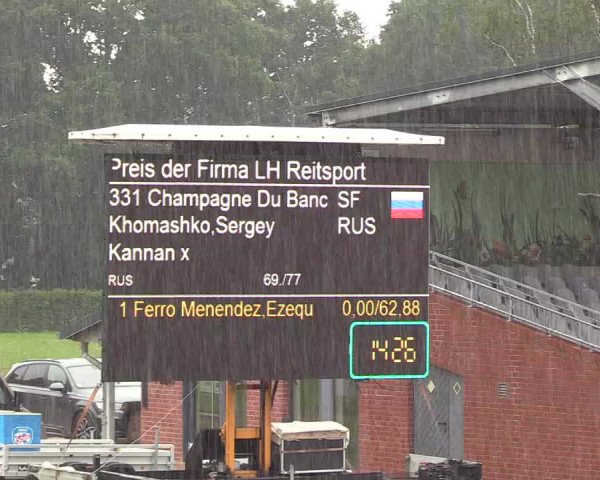 Preis der Firma LH Reitsport
331 Champagne Du Banc SF
Khomashko,Sergey RUS
Kannan x
RUS 69./77
1 Ferro Menendez,Ezequ 0,00/62,88
14:26